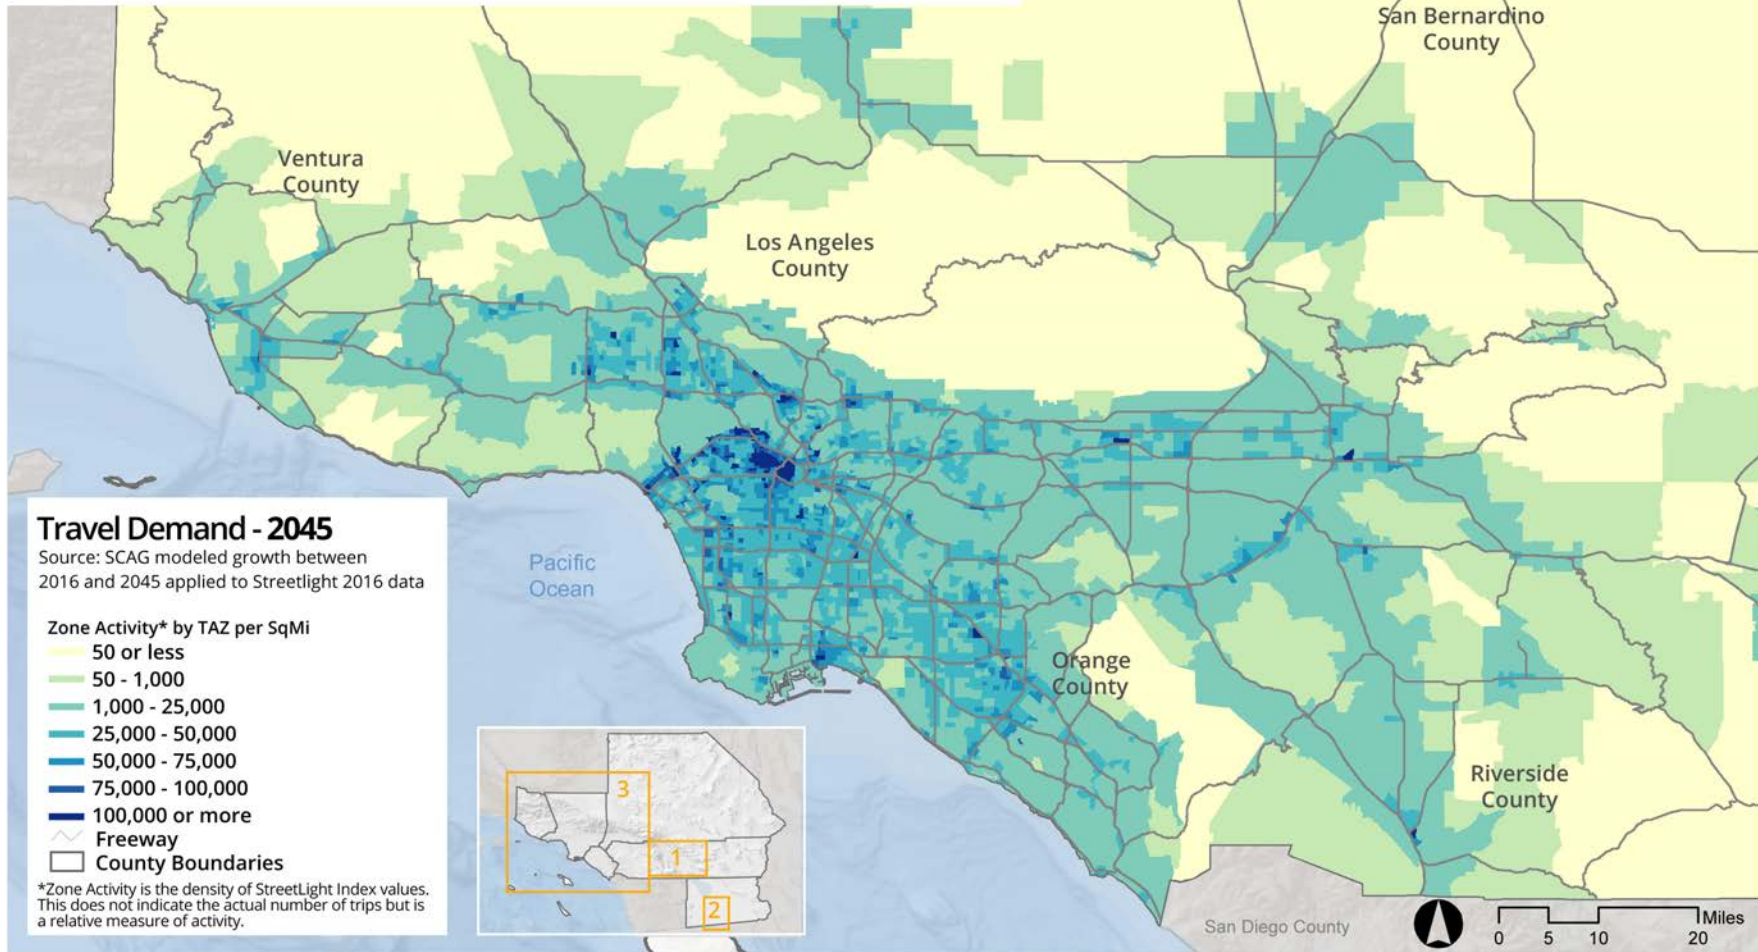 San Bernardino
County
Ventura
County
Los Angeles
County
Travel Demand - 2045
Source: SCAG modeled growth between
2016 and 2045 applied to Streetlight 2016 data
Zone Activity* by TAZ per SqMi
50 or less
50 - 1,000
1,000 - 25,000
25,000 - 50,000
50,000 - 75,000
75,000 - 100,000
100,000 or more
Freeway
County Boundaries
*Zone Activity is the density of StreetLight Index values.
This does not indicate the actual number of trips but is
a relative measure of activity.
Pacific
Ocean
Orange
County
Riverside
County
3
1
2
San Diego County
Miles
0 5 10 20